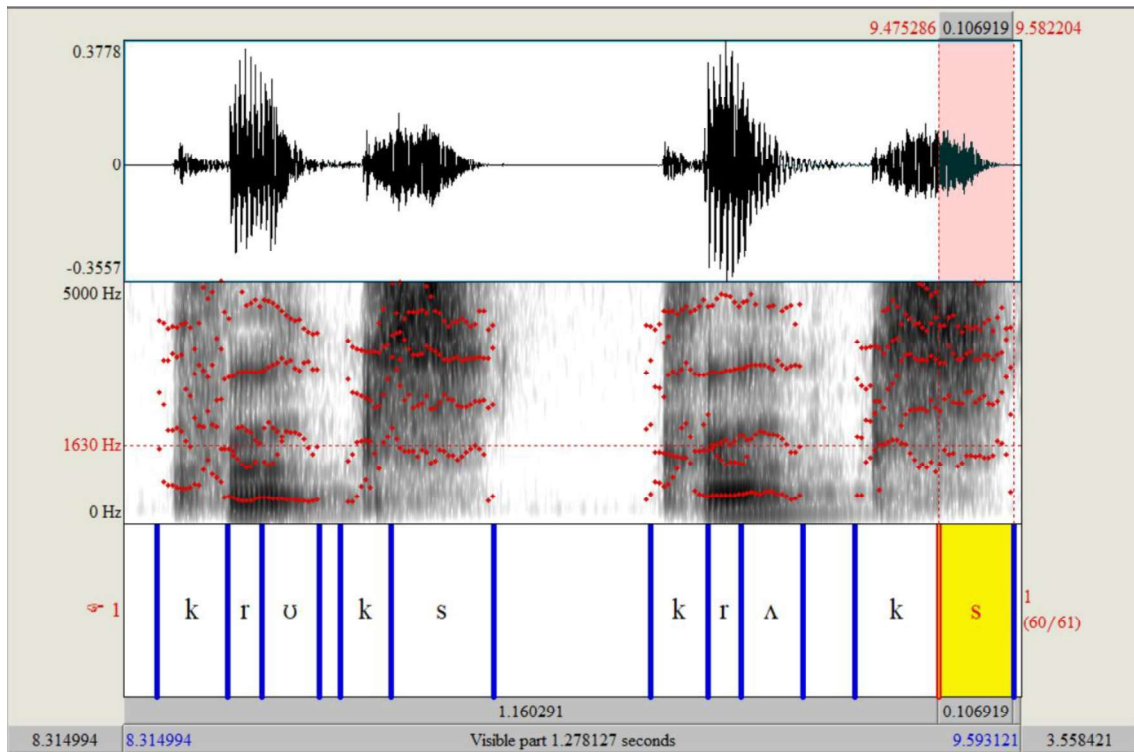 9.475286 0.106919 9.582204
0.3778
0
-0.3557
5000 Hz
1630 Hz
0 Hz
☞ 1 k r ʊ k s k r ʌ k s 1
(60/61)
1.160291 0.106919
8.314994 8.314994 Visible part 1.278127 seconds 9.593121 3.558421